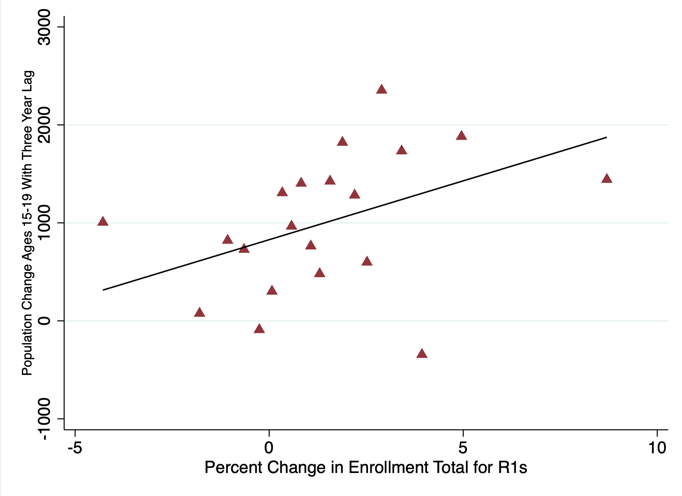 Population Change Ages 15-19 With Three Year Lag
3000
2000
1000
0
-1000
-5 0 5 10
Percent Change in Enrollment Total for R1s